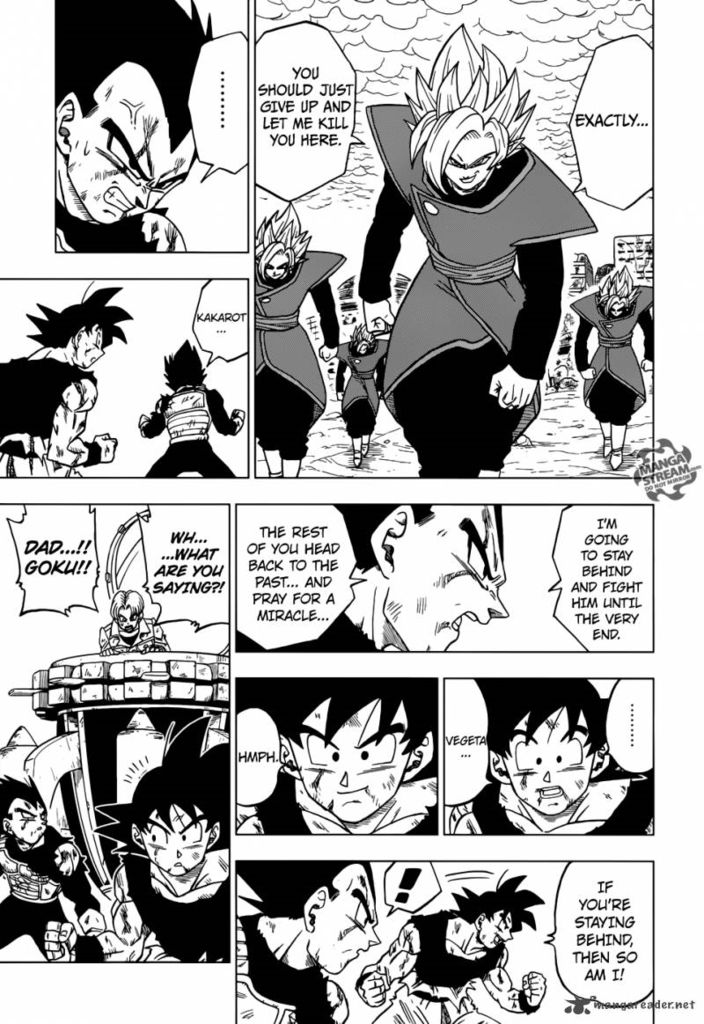 EXACTLY...
YOU
SHOULD JUST
GIVE UP AND
LET ME KILL
YOU HERE.
........
KAKAROT
...
MANGA
STREAM
DO NOT MIRROR
I'M
GOING
TO STAY
BEHIND
AND FIGHT
HIM UNTIL
THE VERY
END.
THE REST
OF YOU HEAD
BACK TO
THE PAST... AND
PRAY FOR A
MIRACLE...
WH...
...WHAT
ARE YOU
SAYING?!
DAD...!!
GOKU!!
......
VEGETA
...
HMPH.
IF
YOU'RE
STAYING
BEHIND,
THEN SO
AM I!
!
mangareader.net